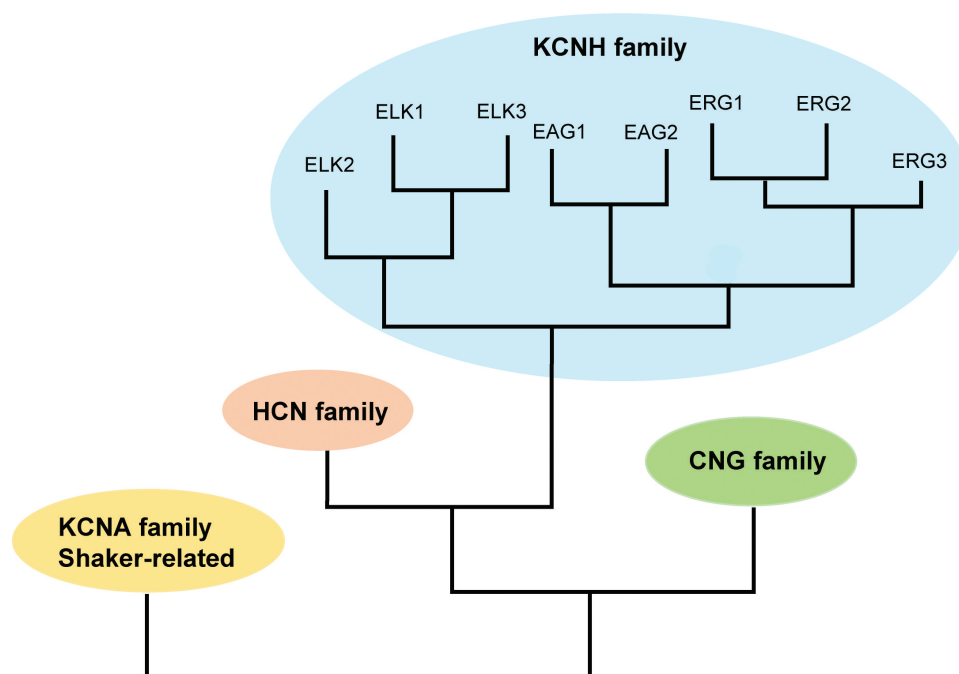 KCNH family
ELK1
ELK3
ERG1
ERG2
EAG1
EAG2
ELK2
ERG3
HCN family
CNG family
KCNA family
Shaker-related